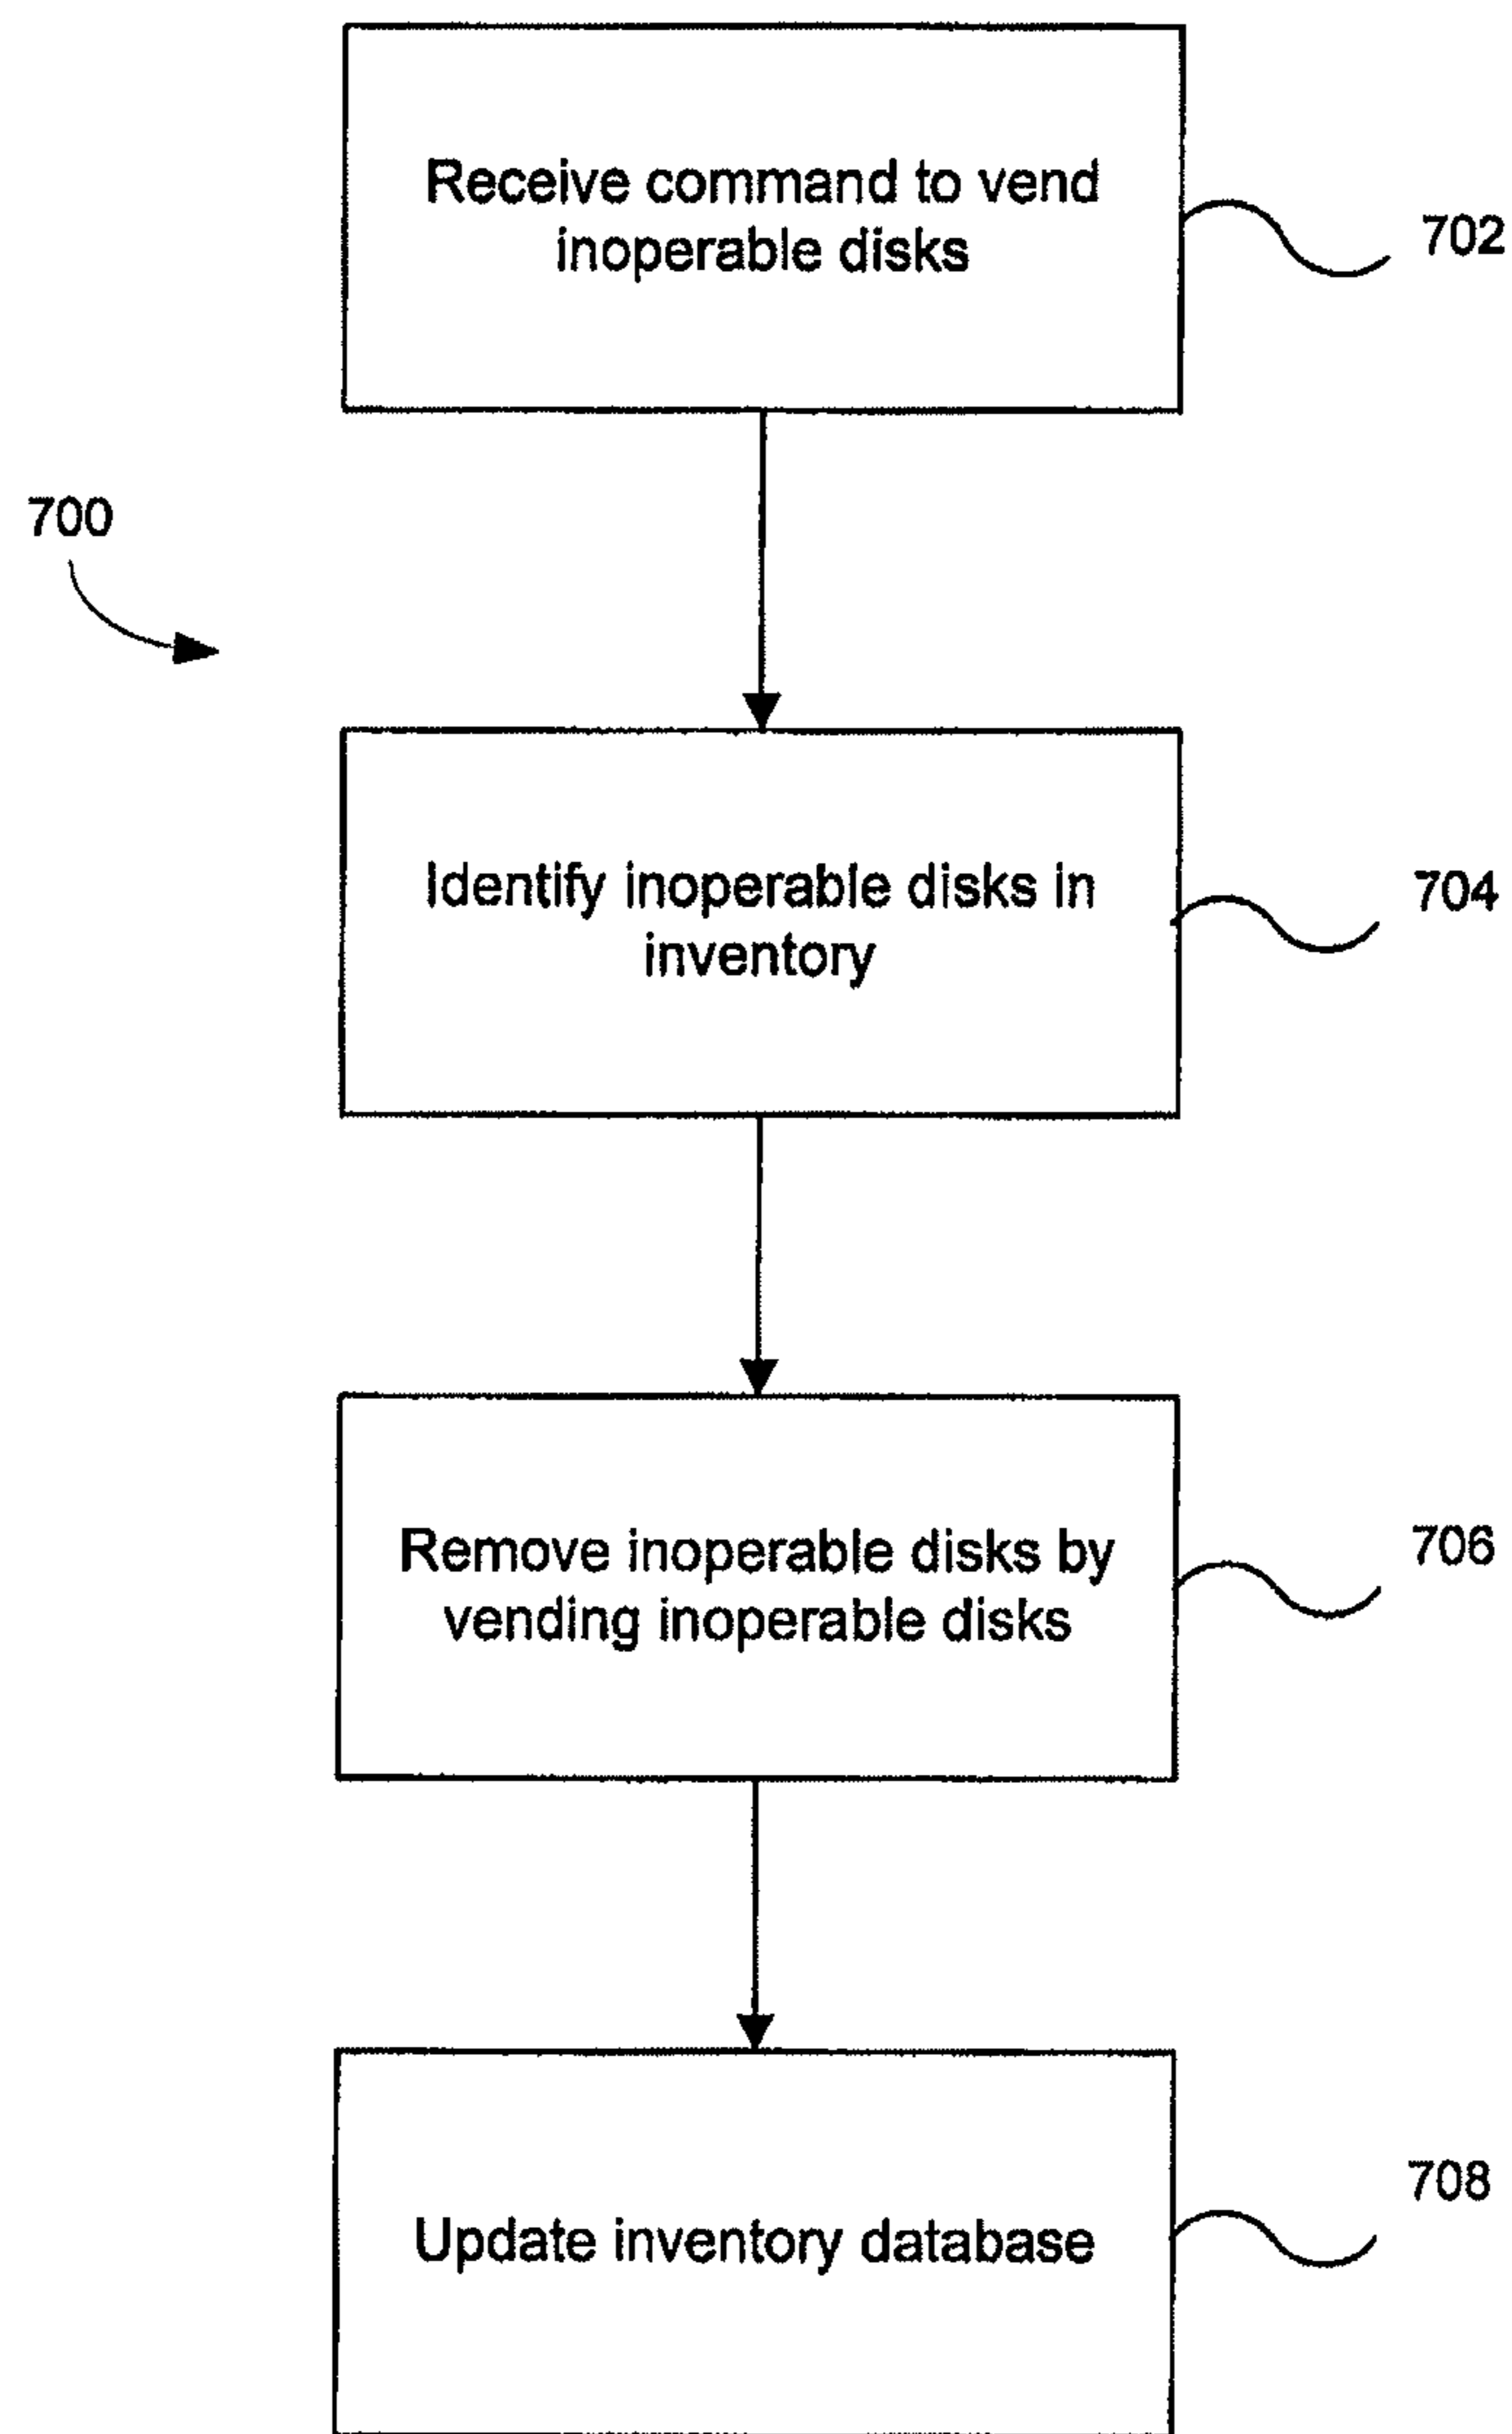 Receive command to vend
inoperable disks
702
700
Identify inoperable disks in
inventory
704
Remove inoperable disks by
vending inoperable disks
706
Update inventory database
708